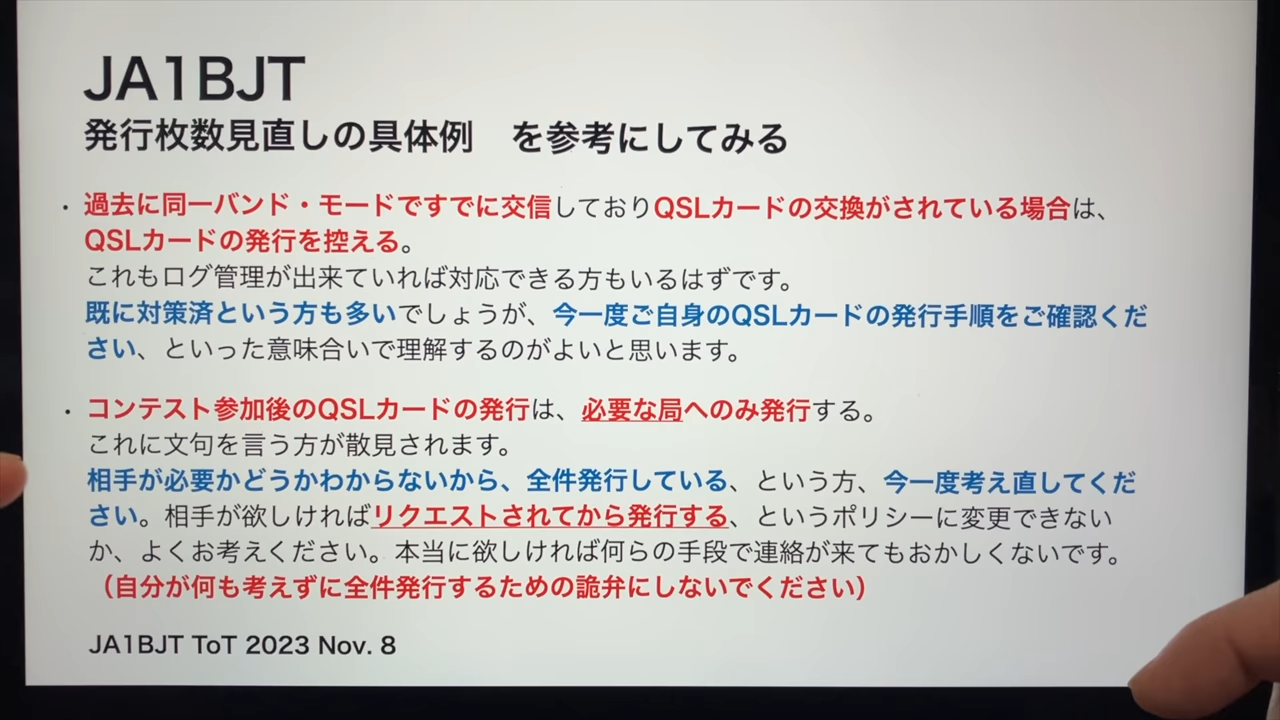 JA1BJT
発行枚数見直しの具体例　を参考にしてみる
・過去に同一バンド・モードですでに交信しておりQSLカードの交換がされている場合は、
QSLカードの発行を控える。
これもログ管理が出来ていれば対応できる方もいるはずです。
既に対策済という方も多いでしょうが、今一度ご自身のQSLカードの発行手順をご確認くだ
さい、といった意味合いで理解するのがよいと思います。
・コンテスト参加後のQSLカードの発行は、必要な局へのみ発行する。
これに文句を言う方が散見されます。
相手が必要かどうかわからないから、全件発行している、という方、今一度考え直してくだ
さい。相手が欲しければリクエストされてから発行する、というポリシーに変更できない
か、よくお考えください。本当に欲しければ何らの手段で連絡が来てもおかしくないです。
（自分が何も考えずに全件発行するための詭弁にしないでください）
JA1BJT ToT 2023 Nov. 8